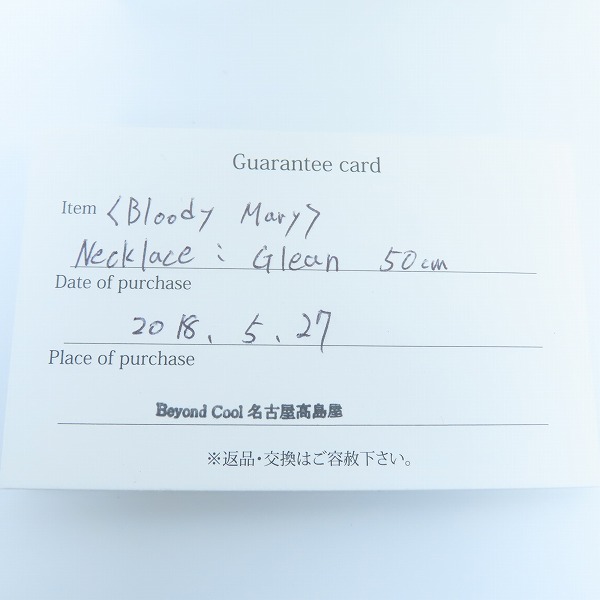 Guarantee card
Item <Bloody Mary>
Necklace : Glean 50cm
Date of purchase
2018. 5. 27
Place of purchase
Beyond Cool 名古屋髙島屋
※返品・交換はご容赦下さい。